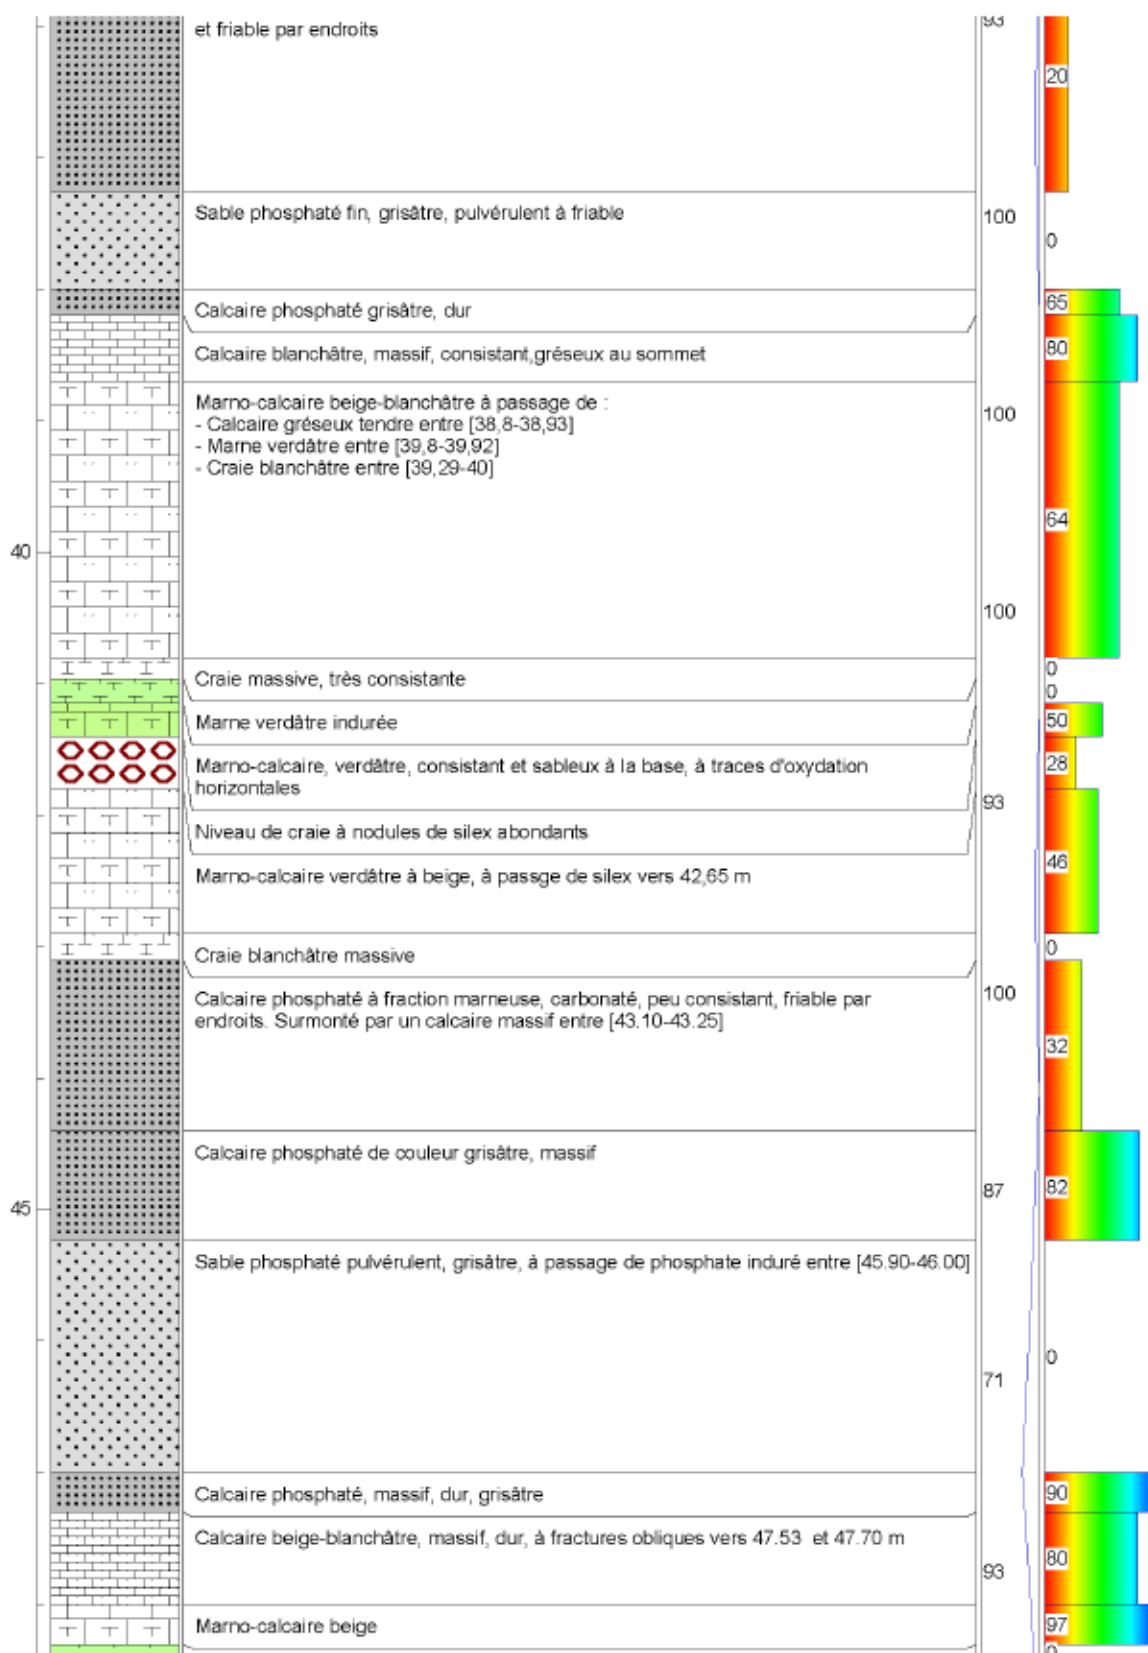 et friable par endroits
93
20
Sable phosphaté fin, grisâtre, pulvérulent à friable
100
0
Calcaire phosphaté grisâtre, dur
65
Calcaire blanchâtre, massif, consistant,gréseux au sommet
80
Marno-calcaire beige-blanchâtre à passage de :
- Calcaire gréseux tendre entre [38,8-38,93]
- Marne verdâtre entre [39,8-39,92]
- Craie blanchâtre entre [39,29-40]
100
64
40
100
Craie massive, très consistante
0
0
Marne verdâtre indurée
50
Marno-calcaire, verdâtre, consistant et sableux à la base, à traces d'oxydation
horizontales
28
93
Niveau de craie à nodules de silex abondants
Marno-calcaire verdâtre à beige, à passge de silex vers 42,65 m
46
Craie blanchâtre massive
0
Calcaire phosphaté à fraction marneuse, carbonaté, peu consistant, friable par
endroits. Surmonté par un calcaire massif entre [43.10-43.25]
100
32
Calcaire phosphaté de couleur grisâtre, massif
87
82
45
Sable phosphaté pulvérulent, grisâtre, à passage de phosphate induré entre [45.90-46.00]
0
71
Calcaire phosphaté, massif, dur, grisâtre
90
Calcaire beige-blanchâtre, massif, dur, à fractures obliques vers 47.53 et 47.70 m
93
80
Marno-calcaire beige
97
0